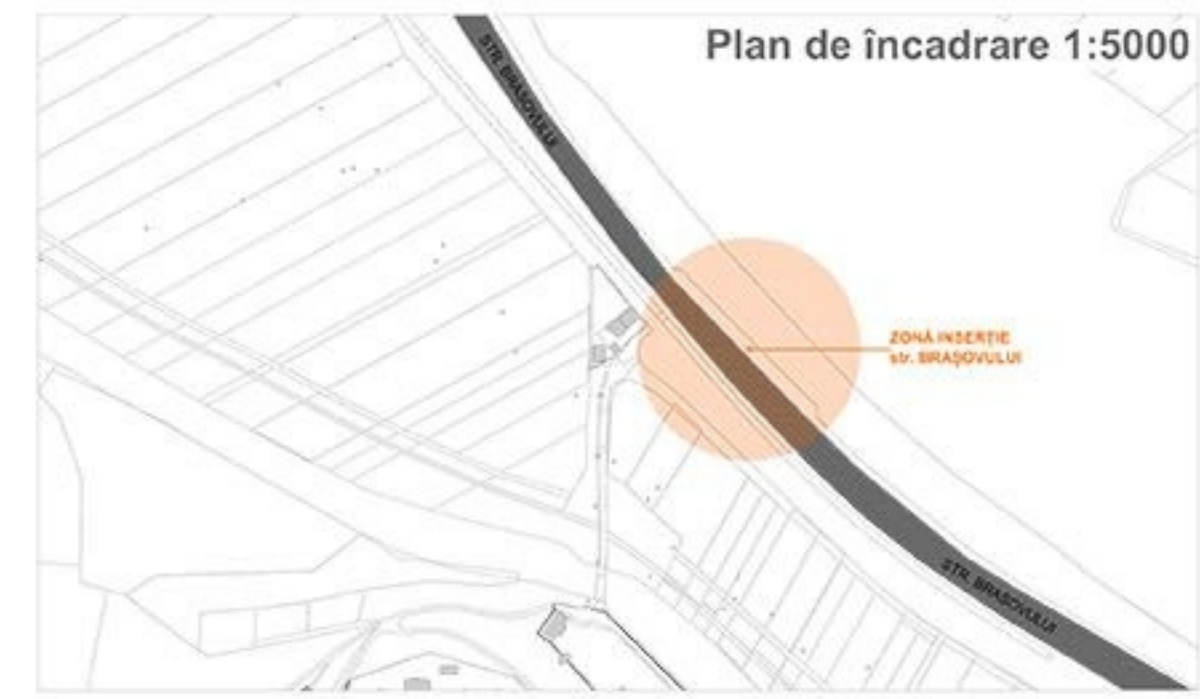 Plan de încadrare 1:5000
STR. BRAȘOVULUI
ZONĂ INSERȚIE
str. BRAȘOVULUI
STR. BRAȘOVULUI